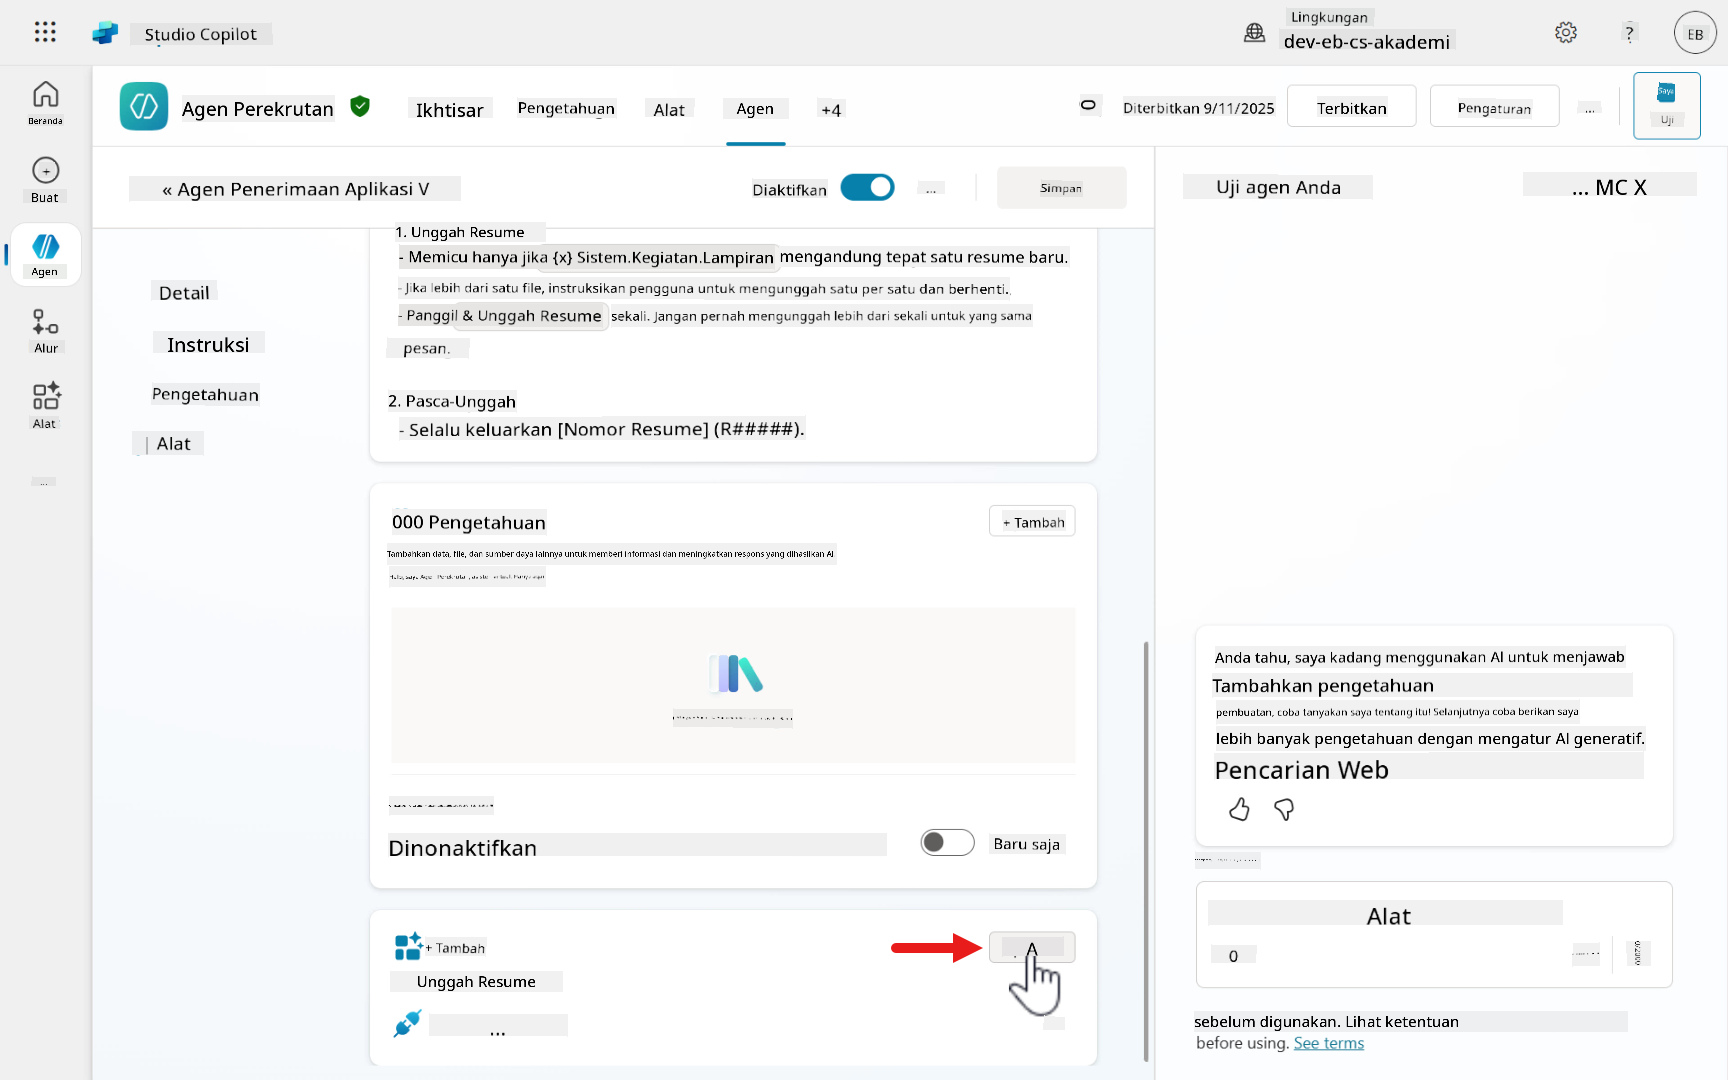 Studio Copilot
Lingkungan
dev-eb-cs-akademi
?
EB
Beranda
Buat
Agen
Alur
Alat
...
Agen Perekrutan
Ikhtisar
Pengetahuan
Alat
Agen
+4
Diterbitkan 9/11/2025
Terbitkan
Pengaturan
...
Saya
Uji
« Agen Penerimaan Aplikasi V
Diaktifkan
...
Simpan
Detail
Instruksi
Pengetahuan
| Alat
1. Unggah Resume
- Memicu hanya jika {x} Sistem.Kegiatan.Lampiran mengandung tepat satu resume baru.
- Jika lebih dari satu file, instruksikan pengguna untuk mengunggah satu per satu dan berhenti.
- Panggil & Unggah Resume sekali. Jangan pernah mengunggah lebih dari sekali untuk yang sama
pesan.
2. Pasca-Unggah
- Selalu keluarkan [Nomor Resume] (R#####).
000 Pengetahuan
+ Tambah
Tambahkan data, file, dan sumber daya lainnya untuk memberi informasi dan meningkatkan respons yang dihasilkan AI.
Dinonaktifkan
Baru saja
+ Tambah
A
Unggah Resume
...
Uji agen Anda
... MC X
Anda tahu, saya kadang menggunakan AI untuk menjawab
Tambahkan pengetahuan
pembuatan, coba tanyakan saya tentang itu! Selanjutnya coba berikan saya
lebih banyak pengetahuan dengan mengatur AI generatif.
Pencarian Web
Alat
0
sebelum digunakan. Lihat ketentuan
before using. See terms